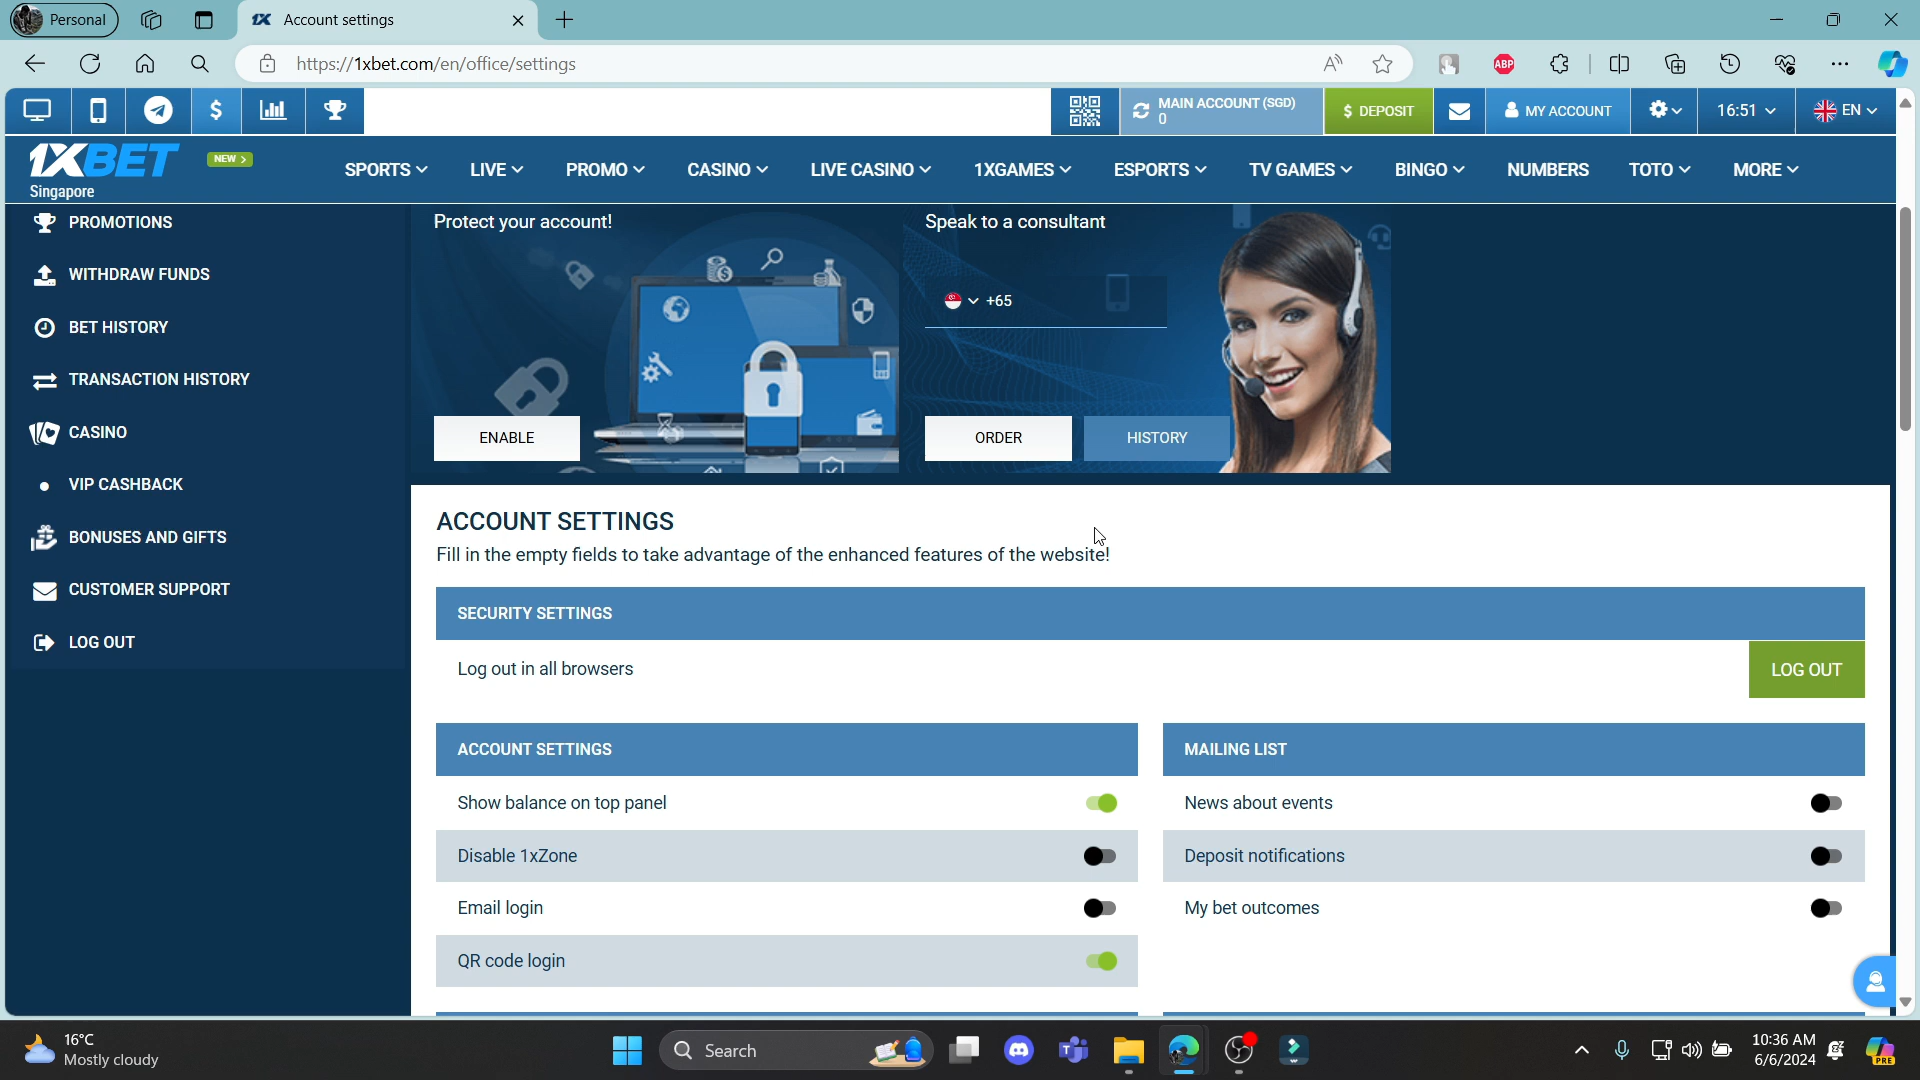 Personal
Account settings
https://1xbet.com/en/office/settings
ABP
$
MAIN ACCOUNT (SGD)
0
$ DEPOSIT
MY ACCOUNT
16:51
EN
1XBET
Singapore
NEW >
SPORTS
LIVE
PROMO
CASINO
LIVE CASINO
1XGAMES
ESPORTS
TV GAMES
BINGO
NUMBERS
TOTO
MORE
PROMOTIONS
WITHDRAW FUNDS
BET HISTORY
TRANSACTION HISTORY
CASINO
VIP CASHBACK
BONUSES AND GIFTS
CUSTOMER SUPPORT
LOG OUT
Protect your account!
ENABLE
Speak to a consultant
+65
ORDER
HISTORY
ACCOUNT SETTINGS
Fill in the empty fields to take advantage of the enhanced features of the website!
SECURITY SETTINGS
Log out in all browsers
LOG OUT
ACCOUNT SETTINGS
Show balance on top panel
Disable 1xZone
Email login
QR code login
MAILING LIST
News about events
Deposit notifications
My bet outcomes
16°C
Mostly cloudy
Search
10:36 AM
6/6/2024
PRE